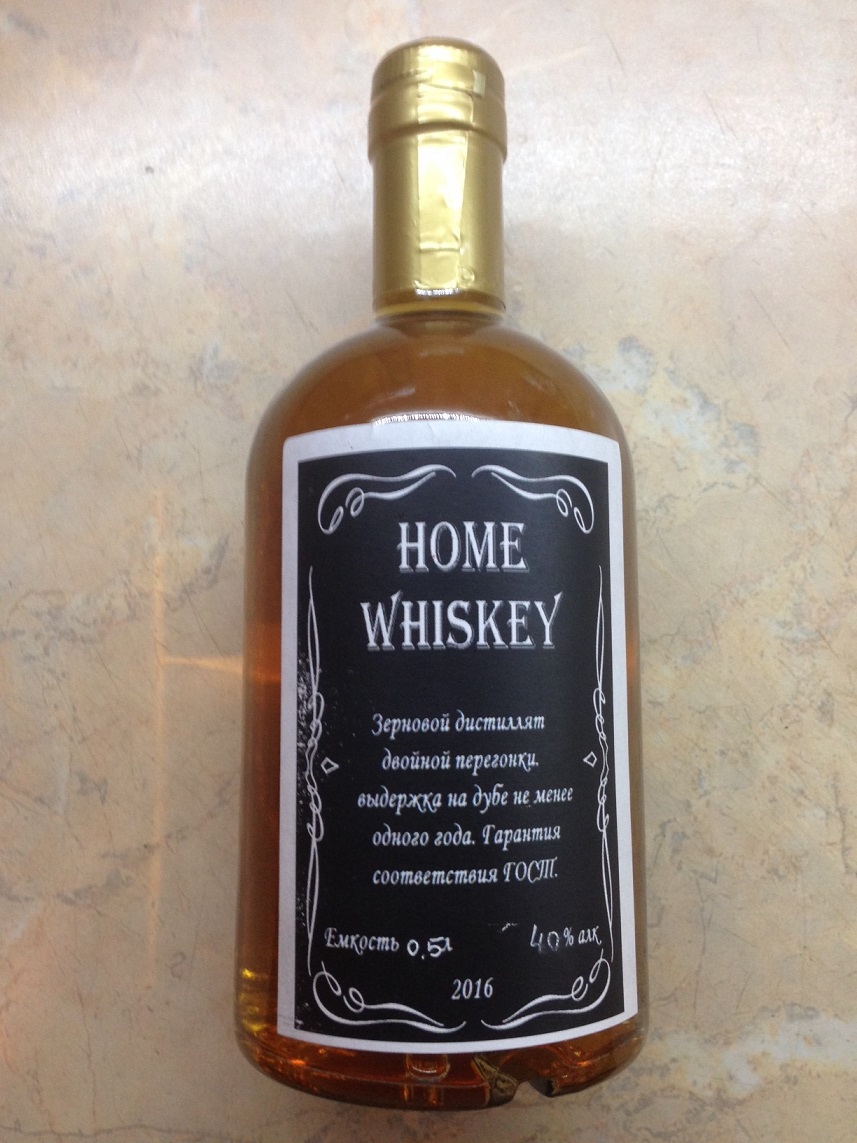 HOME
WHISKEY
Зерновой дистиллят
двойной перегонки.
выдержка на дубе не менее
одного года. Гарантия
соответствия ГОСТ.
Емкость 0,5л 40% алк.
2016